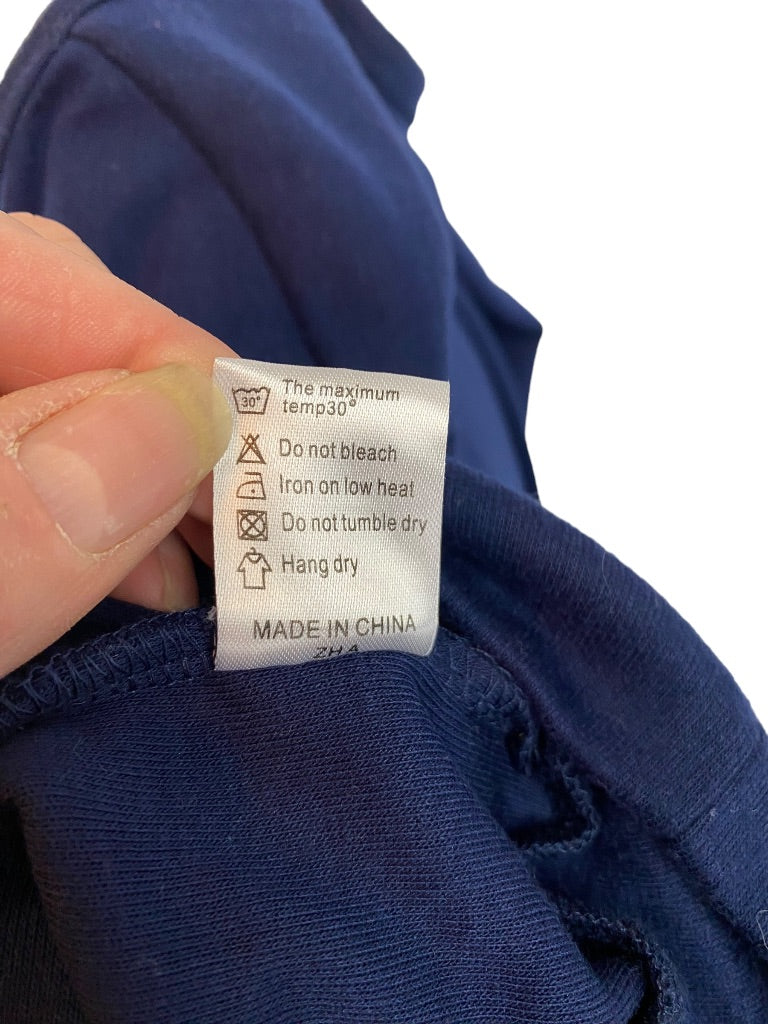 30°
The maximum
temp30°
Do not bleach
Iron on low heat
Do not tumble dry
Hang dry
MADE IN CHINA